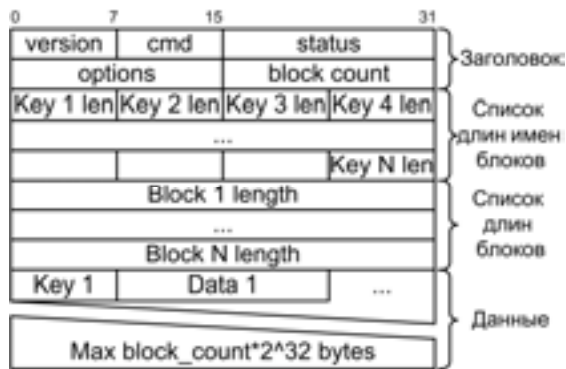 0 7 15 31
version cmd status
options block count
Заголовок:
Key 1 len Key 2 len Key 3 len Key 4 len
...
Key N len
Список
длин имен
блоков
Block 1 length
...
Block N length
Список
длин
блоков
Key 1 Data 1 ...
Max block_count*2^32 bytes
Данные